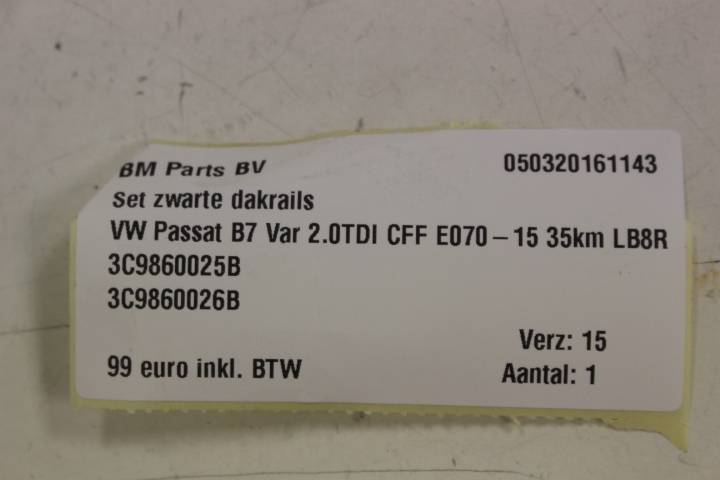 BM Parts BV 050320161143
Set zwarte dakrails
VW Passat B7 Var 2.0TDI CFF E070-15 35km LB8R
3C9860025B
3C9860026B
Verz: 15
99 euro inkl. BTW Aantal: 1